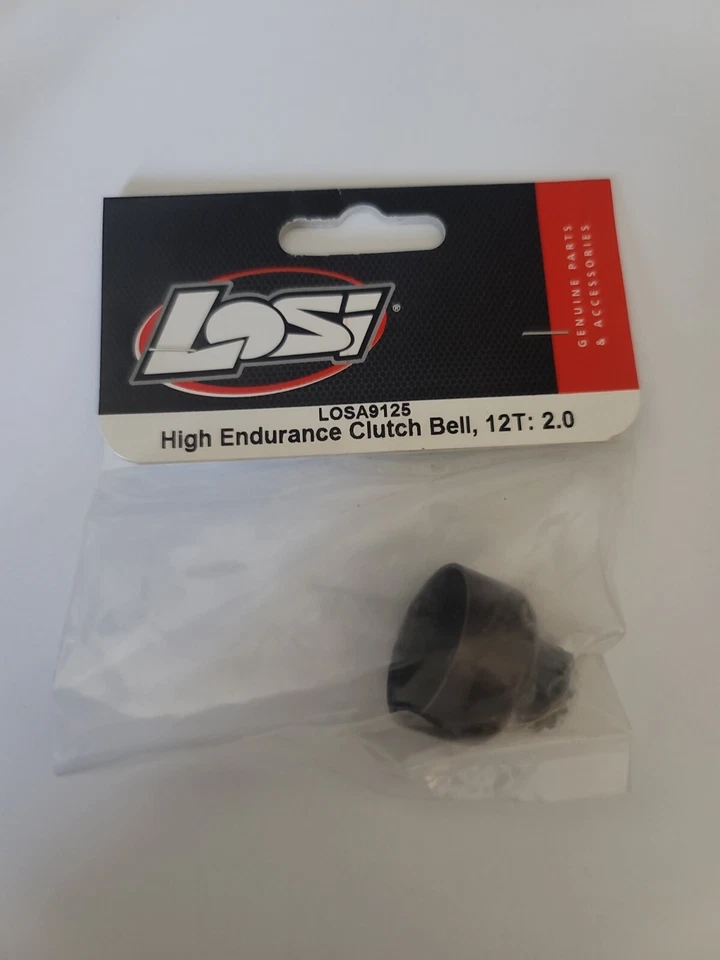 GENUINE PARTS
& ACCESSORIES
LOSi®
LOSA9125
High Endurance Clutch Bell, 12T: 2.0